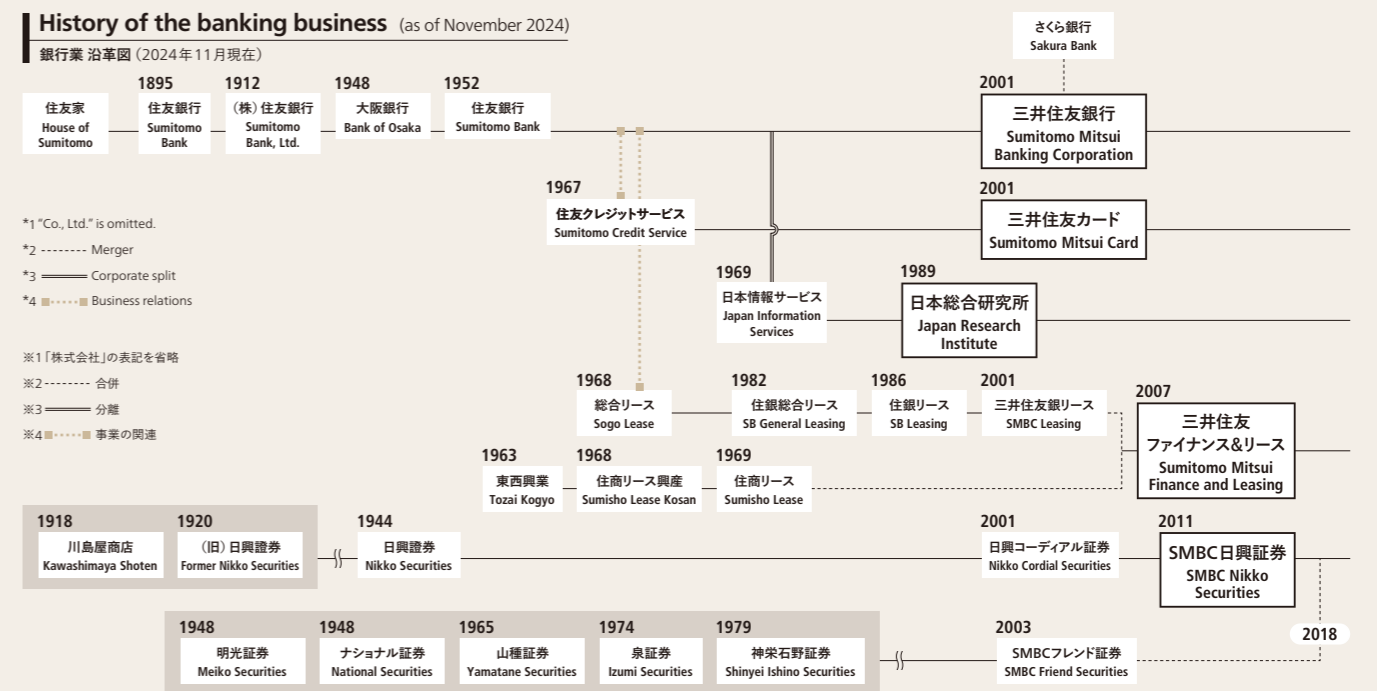 History of the banking business (as of November 2024)
銀行業 沿革図（2024年11月現在）
さくら銀行
Sakura Bank
1895
1912
1948
1952
2001
住友家
House of
Sumitomo
住友銀行
Sumitomo
Bank
（株）住友銀行
Sumitomo
Bank, Ltd.
大阪銀行
Bank of Osaka
住友銀行
Sumitomo Bank
三井住友銀行
Sumitomo Mitsui
Banking Corporation
1967
住友クレジットサービス
Sumitomo Credit Service
2001
三井住友カード
Sumitomo Mitsui Card
*1 "Co., Ltd." is omitted.
*2 -------- Merger
*3 Corporate split
*4 Business relations
1969
日本情報サービス
Japan Information
Services
1989
日本総合研究所
Japan Research
Institute
※1「株式会社」の表記を省略
※2-------- 合併
※3 分離
※4 事業の関連
1968
総合リース
Sogo Lease
1982
住銀総合リース
SB General Leasing
1986
住銀リース
SB Leasing
2001
三井住友銀リース
SMBC Leasing
2007
三井住友
ファイナンス&リース
Sumitomo Mitsui
Finance and Leasing
1963
東西興業
Tozai Kogyo
1968
住商リース興産
Sumisho Lease Kosan
1969
住商リース
Sumisho Lease
1918
川島屋商店
Kawashimaya Shoten
1920
（旧）日興證券
Former Nikko Securities
1944
日興證券
Nikko Securities
2001
日興コーディアル証券
Nikko Cordial Securities
2011
SMBC日興証券
SMBC Nikko
Securities
1948
明光証券
Meiko Securities
1948
ナショナル証券
National Securities
1965
山種証券
Yamatane Securities
1974
泉証券
Izumi Securities
1979
神栄石野証券
Shinyei Ishino Securities
2003
SMBCフレンド証券
SMBC Friend Securities
2018